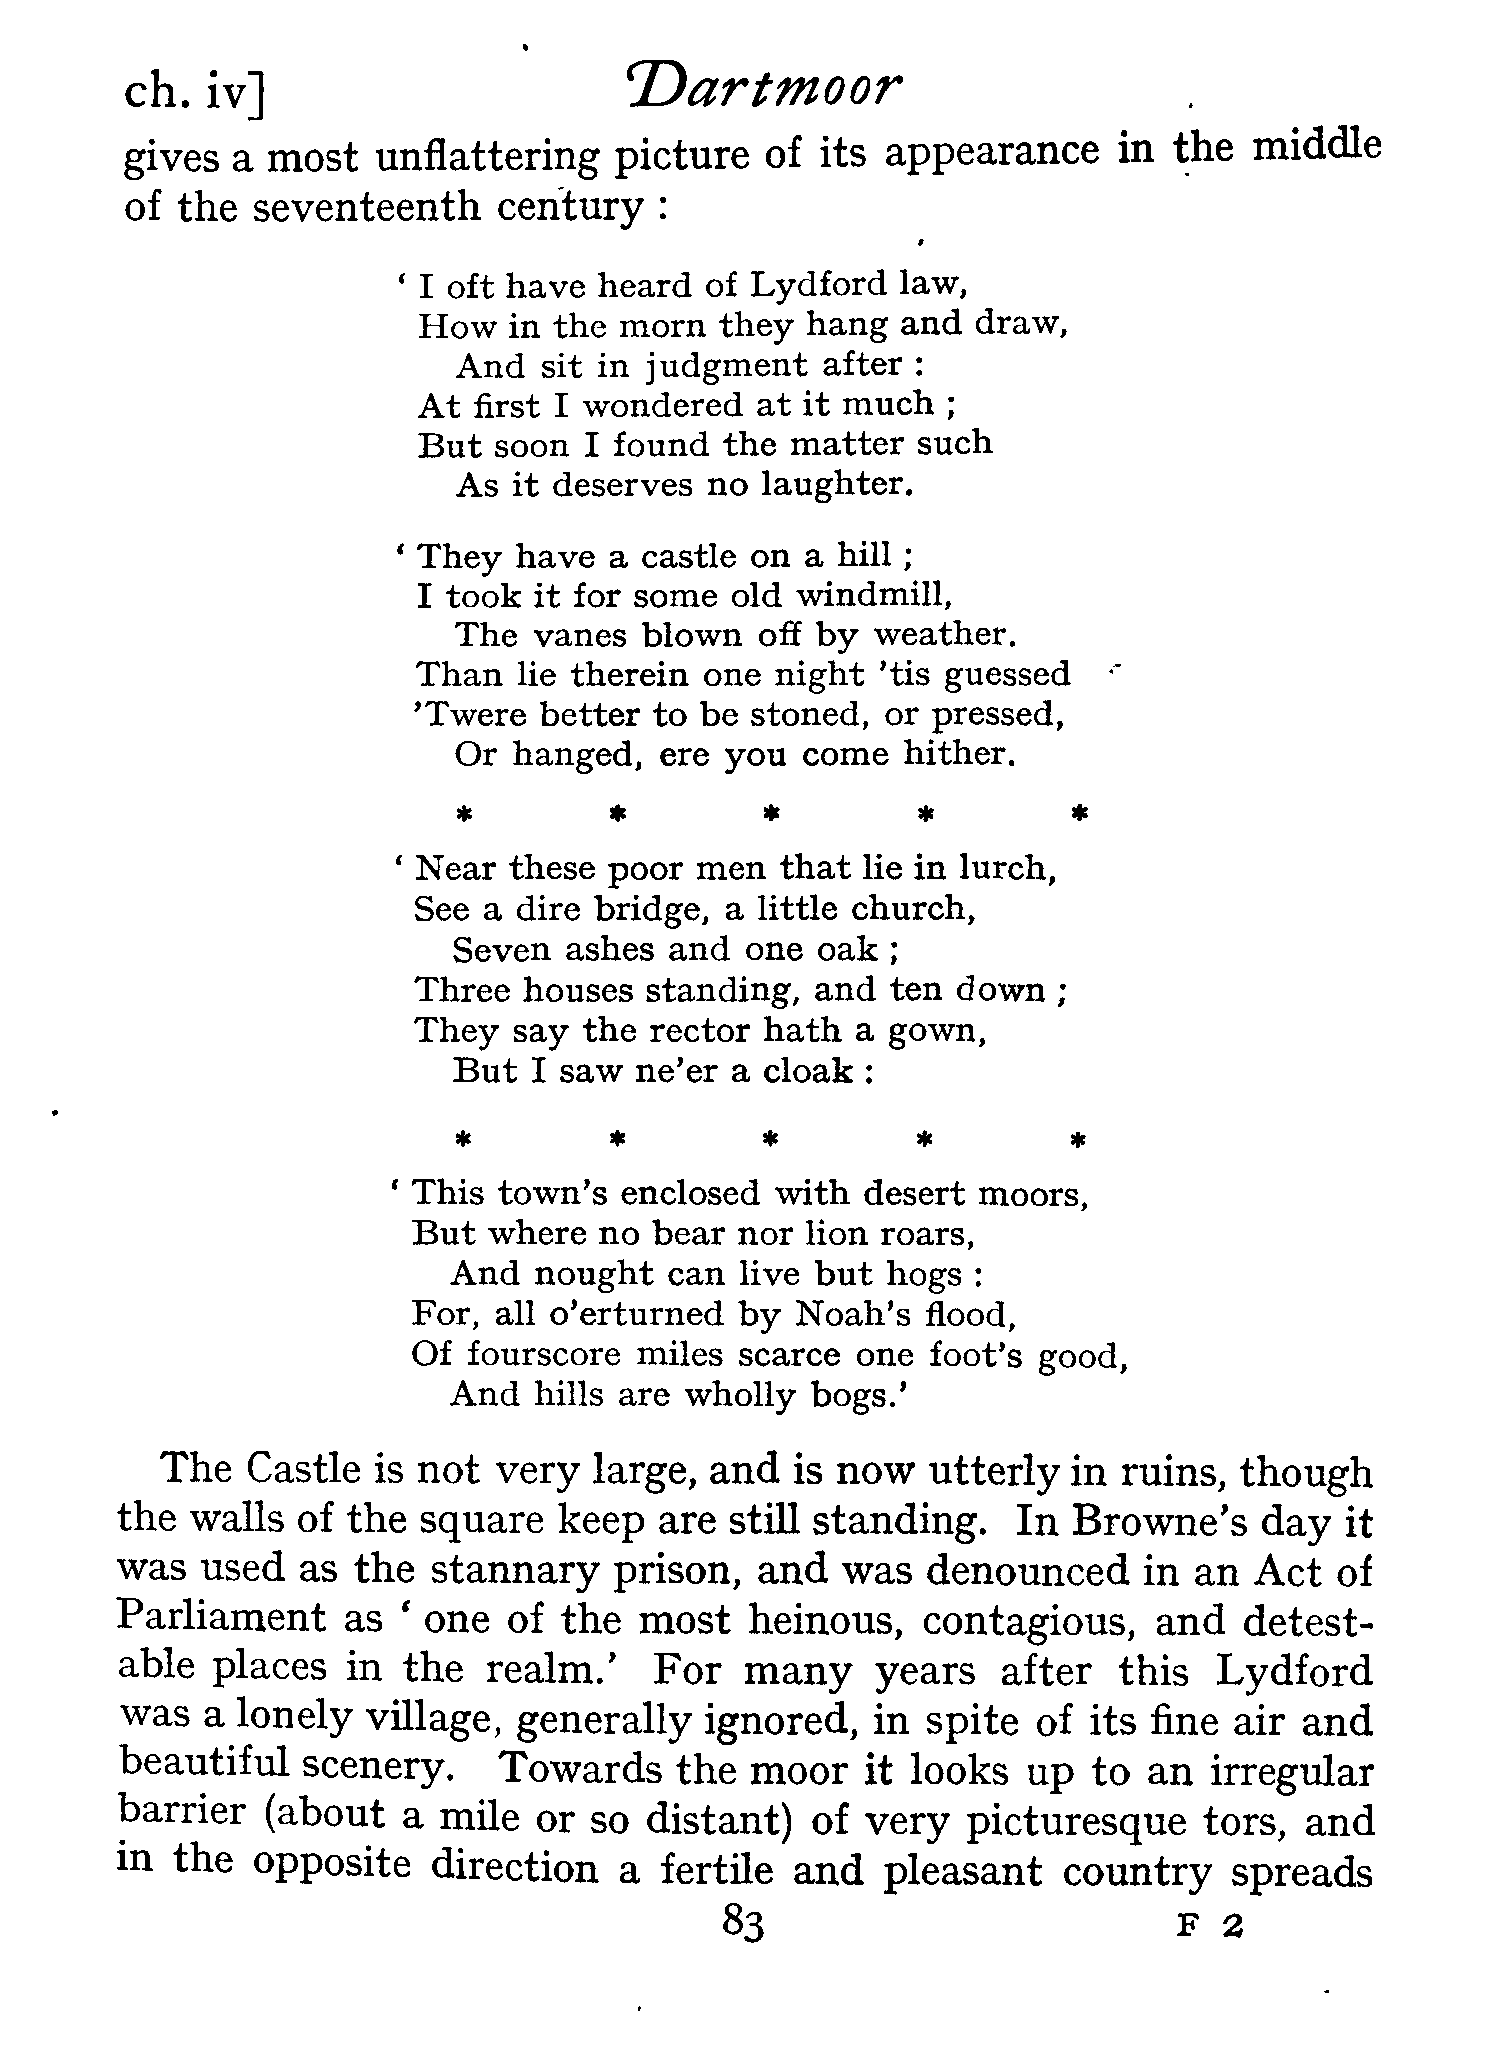 ch. iv] Dartmoor
gives a most unflattering picture of its appearance in the middle
of the seventeenth century :
‘ I oft have heard of Lydford law,
How in the morn they hang and draw,
And sit in judgment after :
At first I wondered at it much ;
But soon I found the matter such
As it deserves no laughter.
‘ They have a castle on a hill ;
I took it for some old windmill,
The vanes blown off by weather.
Than lie therein one night ’tis guessed
’Twere better to be stoned, or pressed,
Or hanged, ere you come hither.
* * * * *
‘ Near these poor men that lie in lurch,
See a dire bridge, a little church,
Seven ashes and one oak ;
Three houses standing, and ten down ;
They say the rector hath a gown,
But I saw ne’er a cloak :
* * * * *
‘ This town’s enclosed with desert moors,
But where no bear nor lion roars,
And nought can live but hogs :
For, all o’erturned by Noah’s flood,
Of fourscore miles scarce one foot’s good,
And hills are wholly bogs.’
The Castle is not very large, and is now utterly in ruins, though
the walls of the square keep are still standing. In Browne’s day it
was used as the stannary prison, and was denounced in an Act of
Parliament as ‘ one of the most heinous, contagious, and detest-
able places in the realm.’ For many years after this Lydford
was a lonely village, generally ignored, in spite of its fine air and
beautiful scenery. Towards the moor it looks up to an irregular
barrier (about a mile or so distant) of very picturesque tors, and
in the opposite direction a fertile and pleasant country spreads
83 F 2